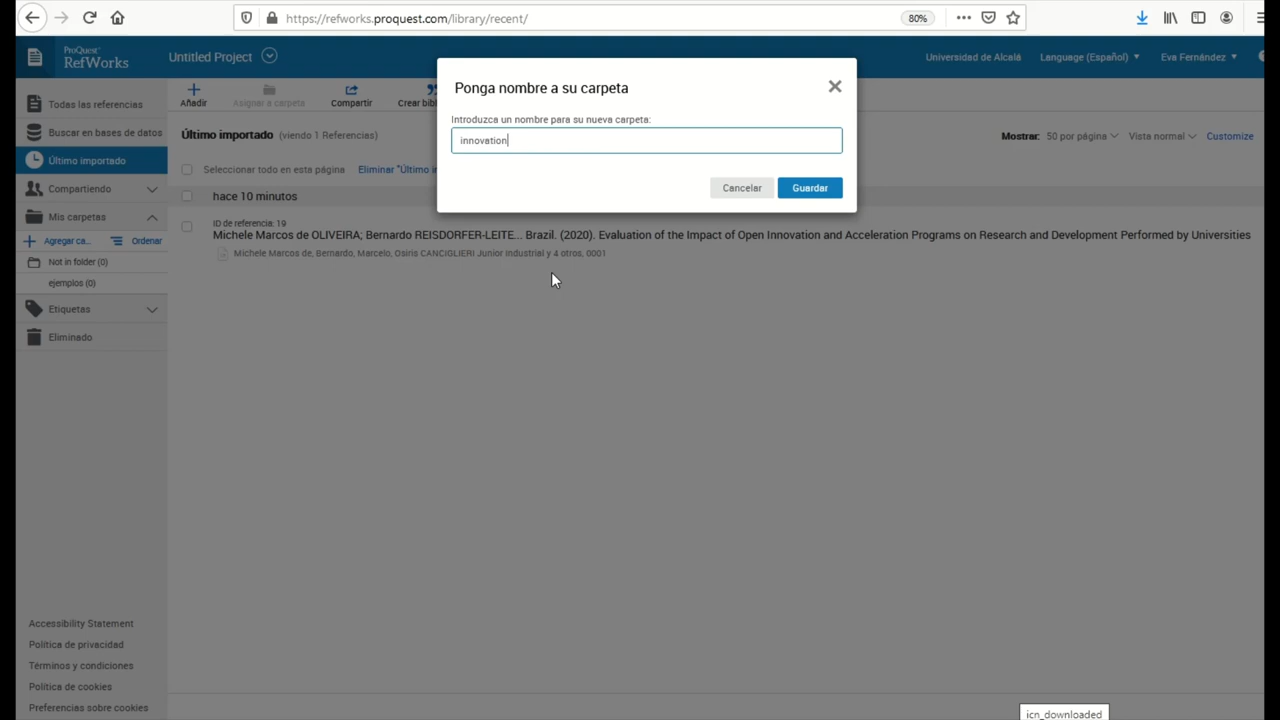 https://refworks.proquest.com/library/recent/
80%
ProQuest®
RefWorks
Untitled Project
Universidad de Alcalá
Language (Español)
Eva Fernández
Ponga nombre a su carpeta
Introduzca un nombre para su nueva carpeta:
innovation
Cancelar
Guardar
Todas las referencias
Buscar en bases de datos
Último importado
Compartiendo
Mis carpetas
Agregar ca...
Ordenar
Not in folder (0)
ejemplos (0)
Etiquetas
Eliminado
Añadir
Asignar a carpeta
Compartir
Crear bibl
Último importado (viendo 1 Referencias)
Mostrar: 50 por página
Vista normal
Customize
Seleccionar todo en esta página
Eliminar "Último i
hace 10 minutos
ID de referencia: 19
Michele Marcos de OLIVEIRA; Bernardo REISDORFER-LEITE... Brazil. (2020). Evaluation of the Impact of Open Innovation and Acceleration Programs on Research and Development Performed by Universities
Michele Marcos de, Bernardo, Marcelo, Osiris CANCIGLIERI Junior Industrial y 4 otros, 0001
Accessibility Statement
Política de privacidad
Términos y condiciones
Política de cookies
Preferencias sobre cookies
icn_downloaded